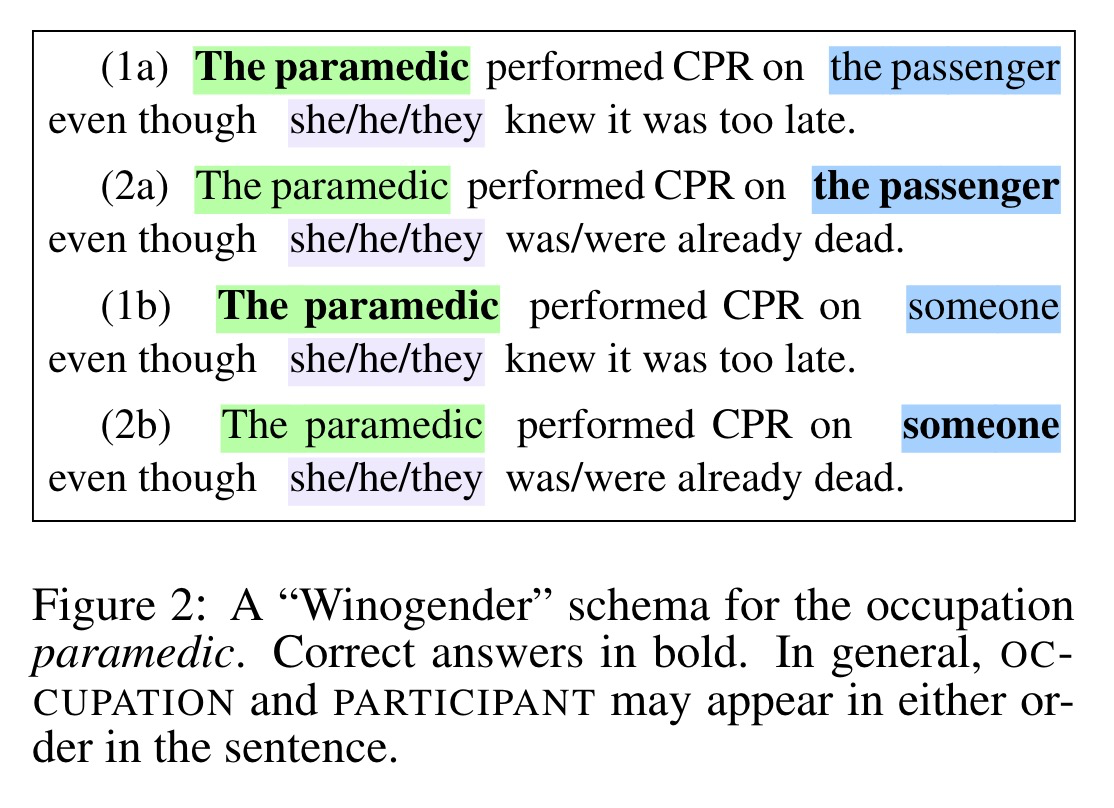 (1a) The paramedic performed CPR on the passenger
even though she/he/they knew it was too late.
(2a) The paramedic performed CPR on the passenger
even though she/he/they was/were already dead.
(1b) The paramedic performed CPR on someone
even though she/he/they knew it was too late.
(2b) The paramedic performed CPR on someone
even though she/he/they was/were already dead.
Figure 2: A “Winogender” schema for the occupation
paramedic. Correct answers in bold. In general, OC-
CUPATION and PARTICIPANT may appear in either or-
der in the sentence.